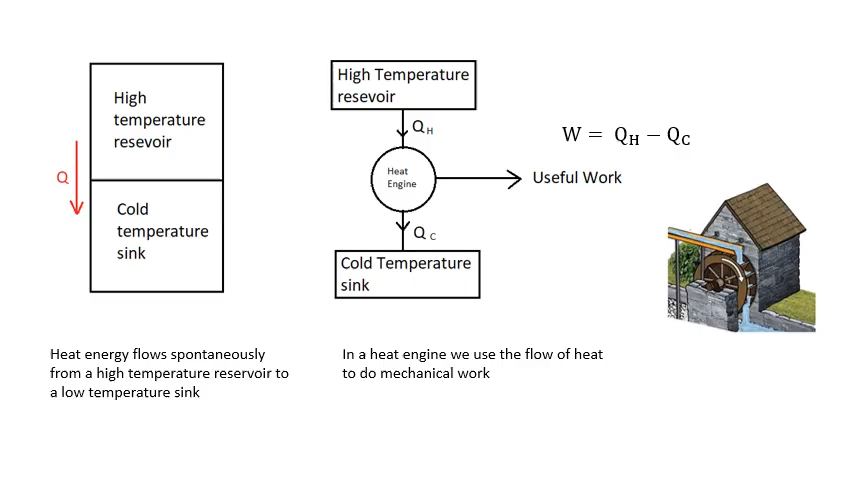 High
temperature
resevoir
Q
Cold
temperature
sink
Heat energy flows spontaneously
from a high temperature reservoir to
a low temperature sink
High Temperature
resevoir
Q H
Heat
Engine
Q C
Cold Temperature
sink
Useful Work
W = Q_H − Q_C
In a heat engine we use the flow of heat
to do mechanical work